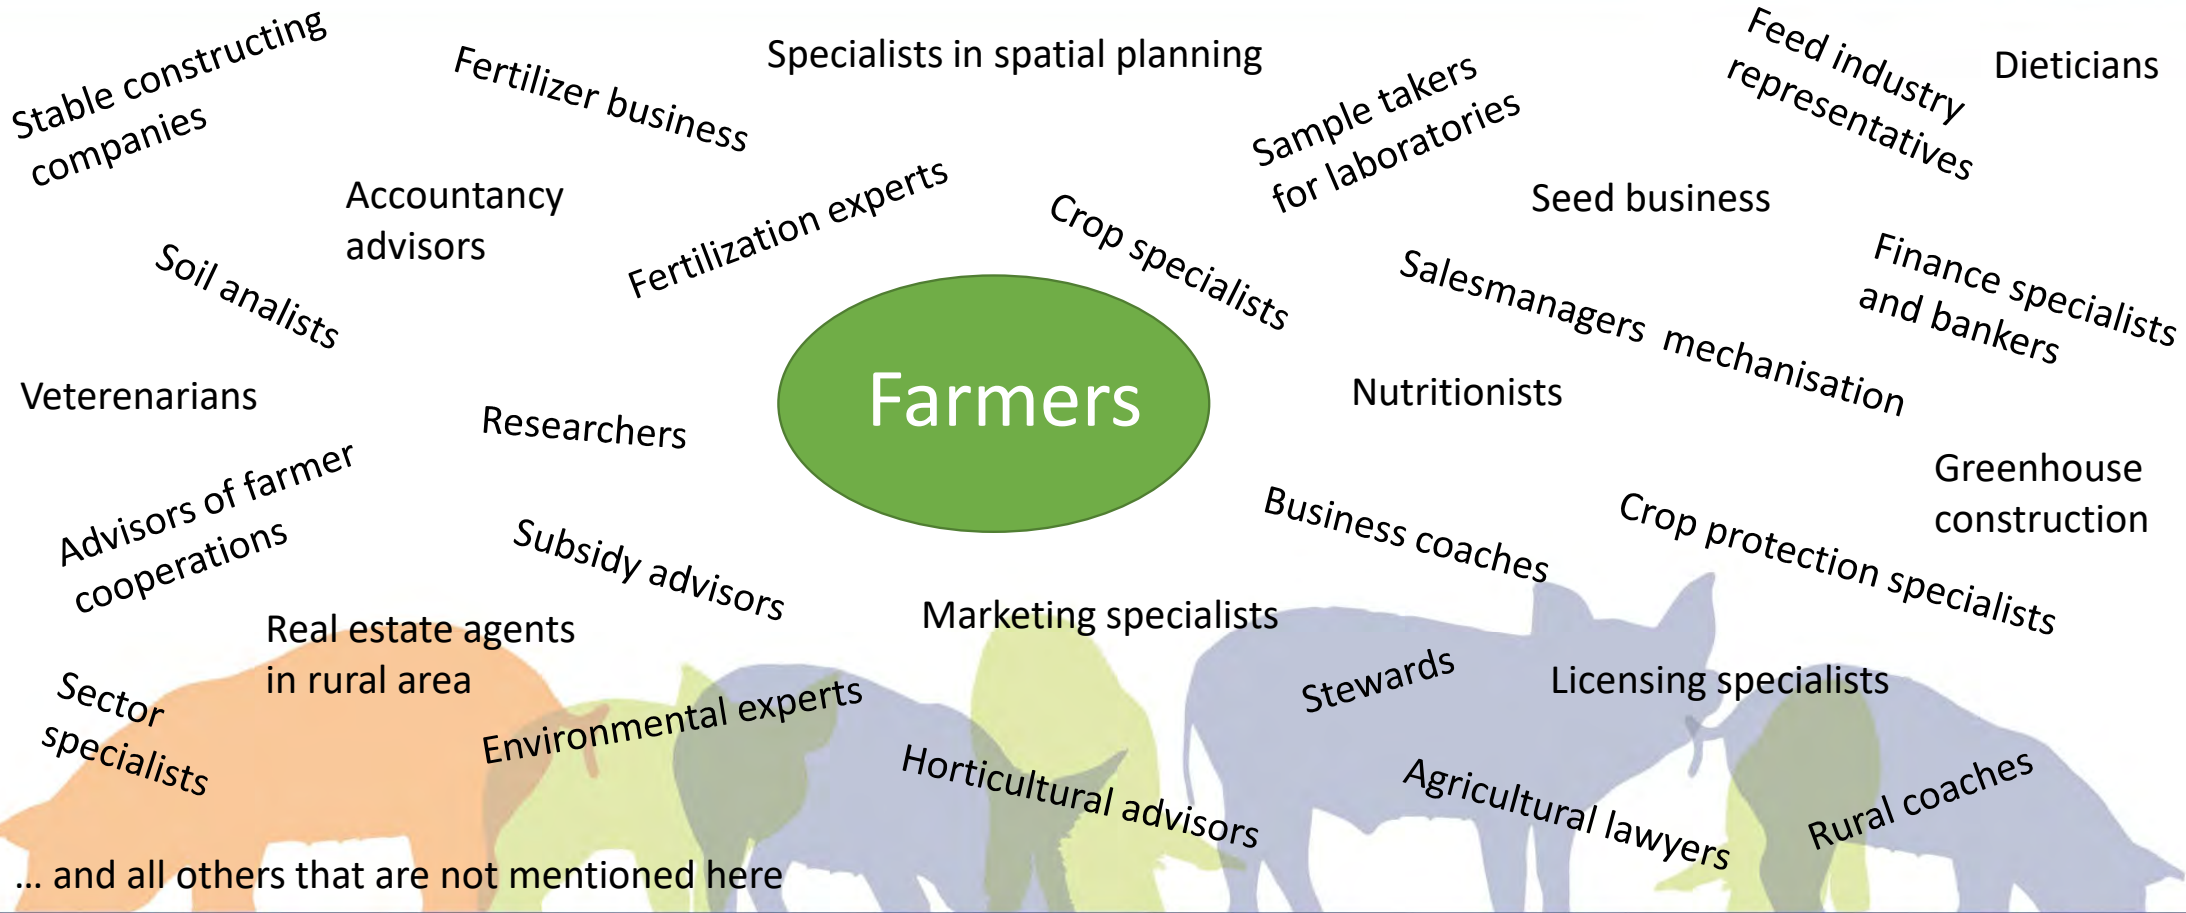 Stable constructing
companies
Fertilizer business
Specialists in spatial planning
Sample takers
for laboratories
Feed industry
representatives
Dieticians
Accountancy
advisors
Fertilization experts
Crop specialists
Seed business
Soil analists
Salesmanagers mechanisation
Finance specialists
and bankers
Veterenarians
Researchers
Farmers
Nutritionists
Advisors of farmer
cooperations
Subsidy advisors
Business coaches
Crop protection specialists
Greenhouse
construction
Real estate agents
in rural area
Marketing specialists
Sector
specialists
Environmental experts
Stewards
Licensing specialists
Horticultural advisors
Agricultural lawyers
Rural coaches
... and all others that are not mentioned here